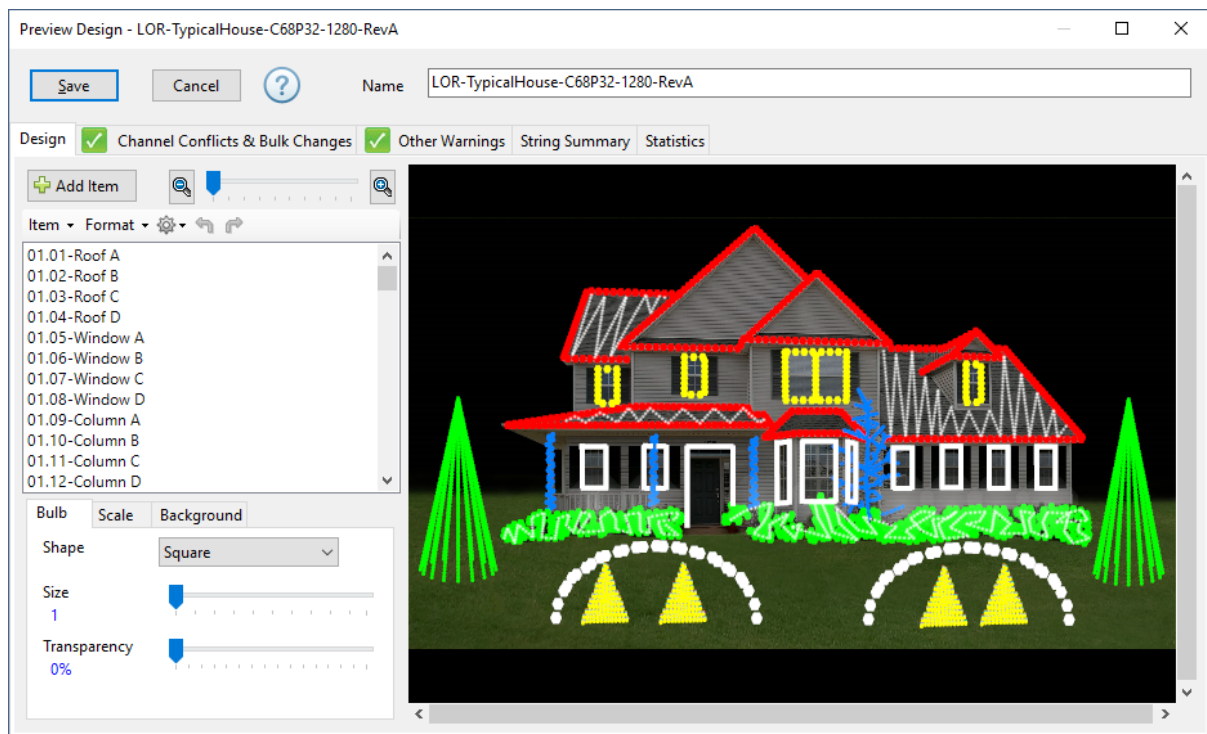 Preview Design - LOR-TypicalHouse-C68P32-1280-RevA
Save Cancel ? Name LOR-TypicalHouse-C68P32-1280-RevA
Design Channel Conflicts & Bulk Changes Other Warnings String Summary Statistics
Add Item
Item Format
01.01-Roof A
01.02-Roof B
01.03-Roof C
01.04-Roof D
01.05-Window A
01.06-Window B
01.07-Window C
01.08-Window D
01.09-Column A
01.10-Column B
01.11-Column C
01.12-Column D
Bulb Scale Background
Shape Square
Size
1
Transparency
0%